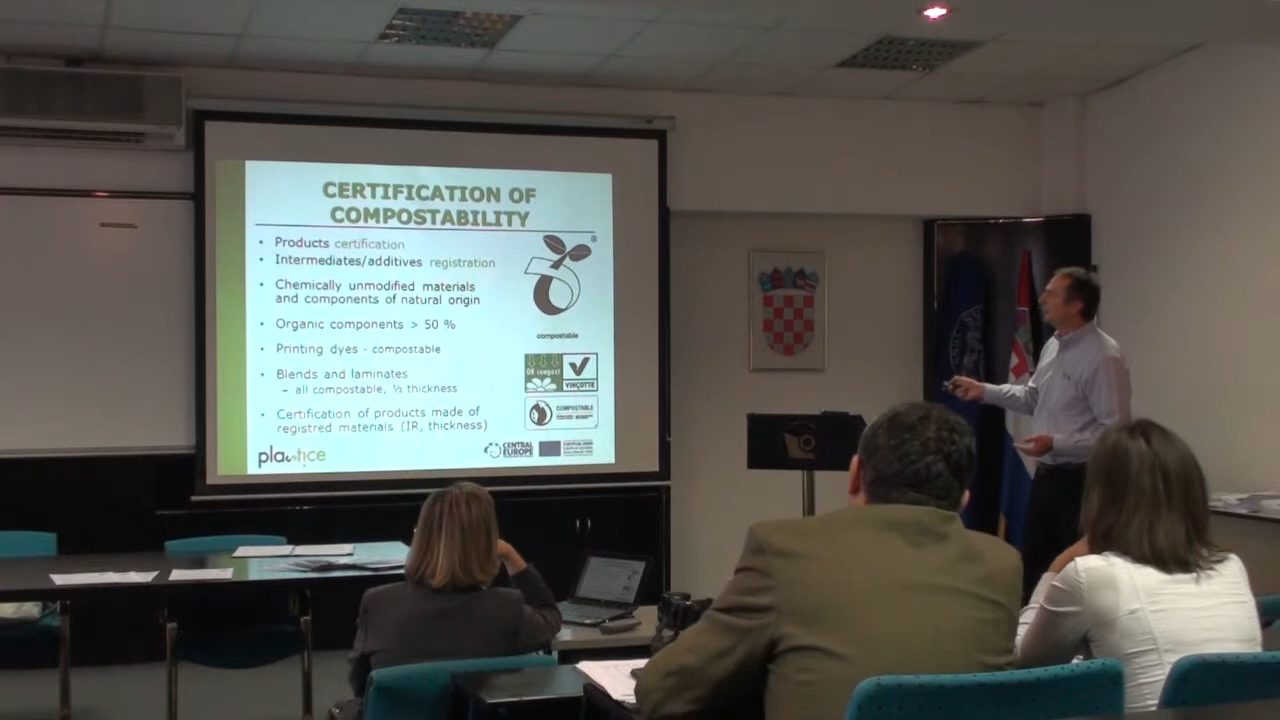 CERTIFICATION OF
COMPOSTABILITY
• Products certification
• Intermediates/additives registration
• Chemically unmodified materials
and components of natural origin
• Organic components > 50 %
• Printing dyes - compostable
• Blends and laminates
– all compostable, ½ thickness
• Certification of products made of
registred materials (IR, thickness)
®
compostable
OK compost
VINÇOTTE
COMPOSTABLE
plastice
CENTRAL
EUROPE
EUROPEAN UNION